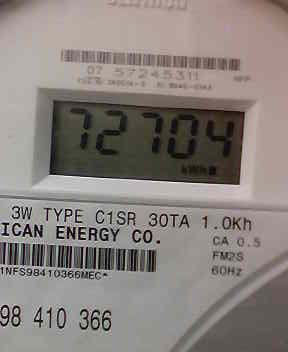 07 57245311
72704
kWh
3W TYPE C1SR 30TA 1.0Kh
ICAN ENERGY CO.
CA 0.5
FM2S
60Hz
1NFS98410366MEC*
98 410 366